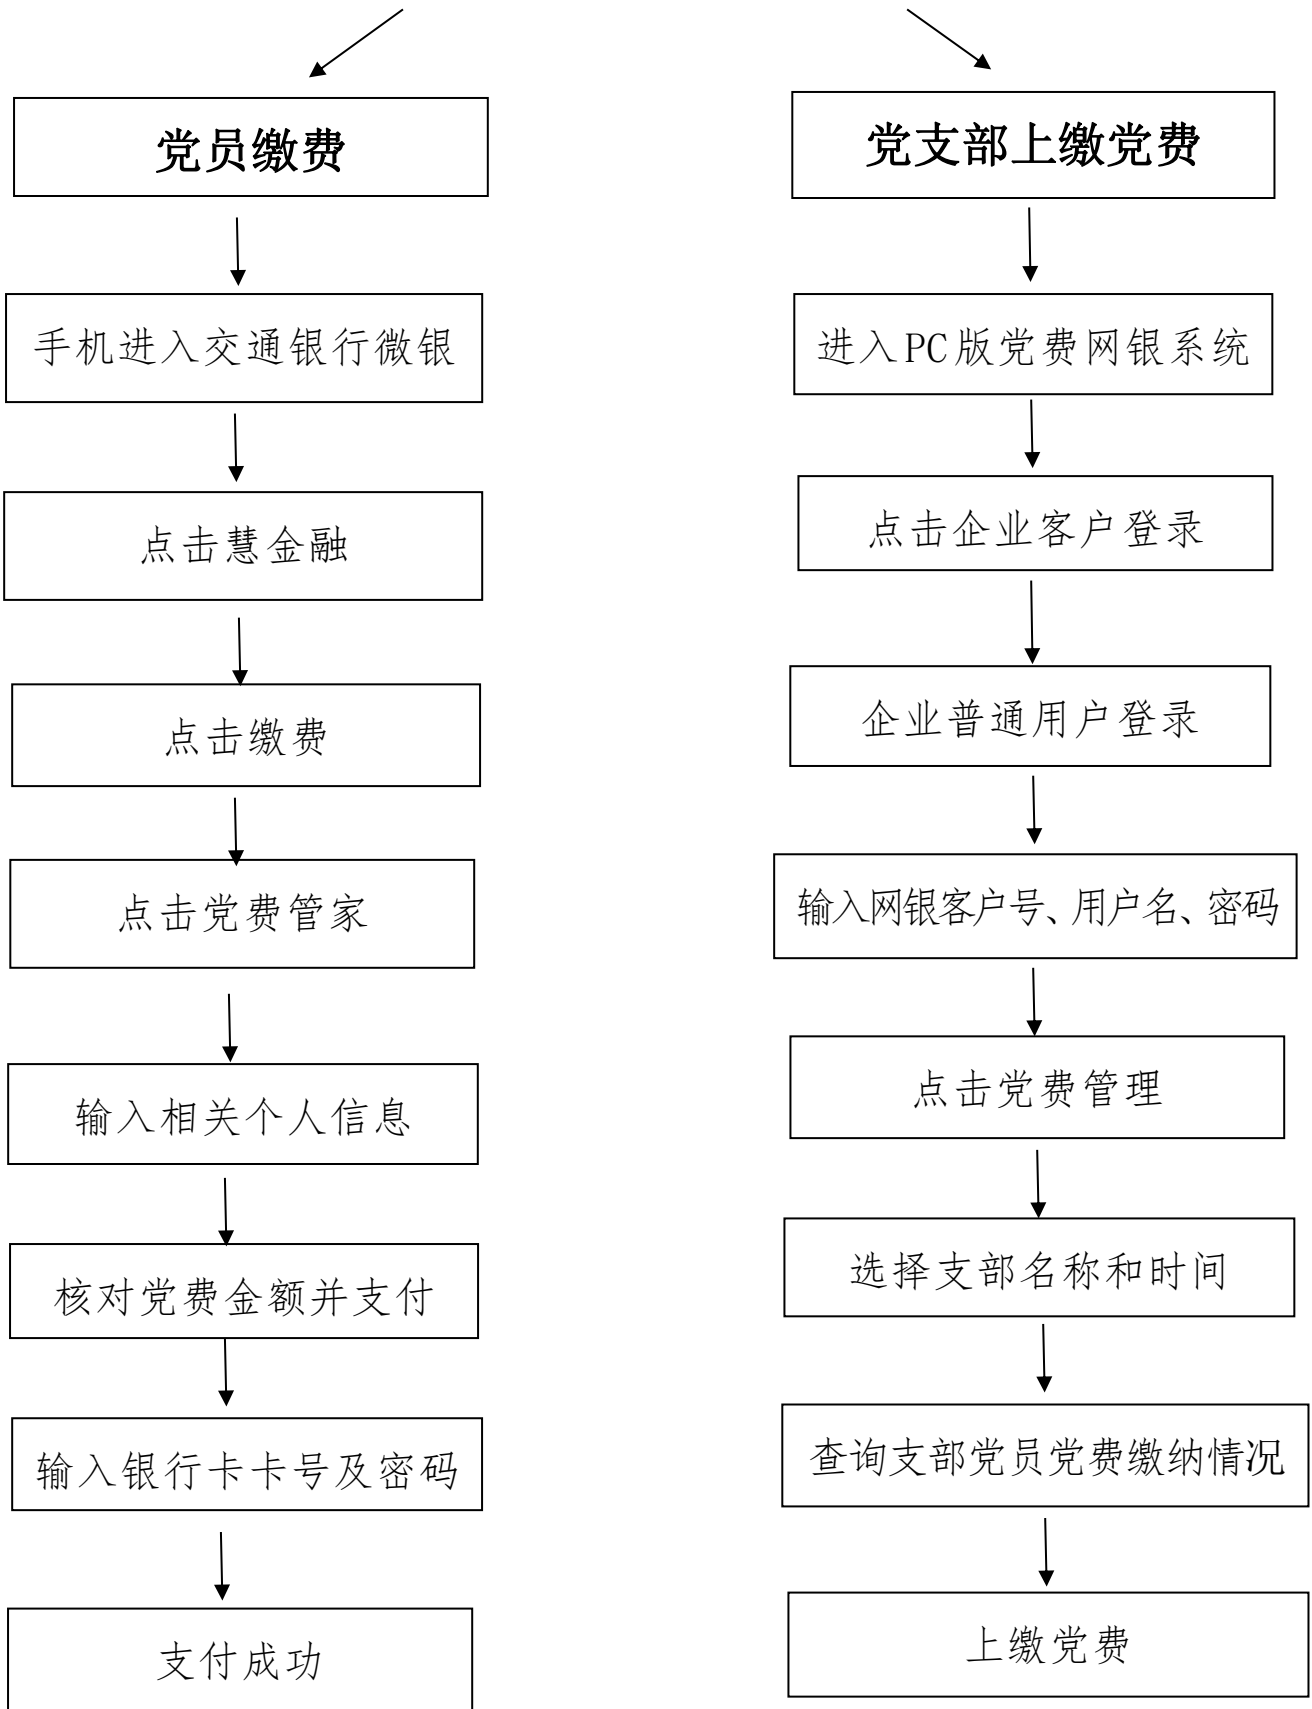 党员缴费
手机进入交通银行微银
点击慧金融
点击缴费
点击党费管家
输入相关个人信息
核对党费金额并支付
输入银行卡卡号及密码
支付成功
党支部上缴党费
进入PC版党费网银系统
点击企业客户登录
企业普通用户登录
输入网银客户号、用户名、密码
点击党费管理
选择支部名称和时间
查询支部党员党费缴纳情况
上缴党费